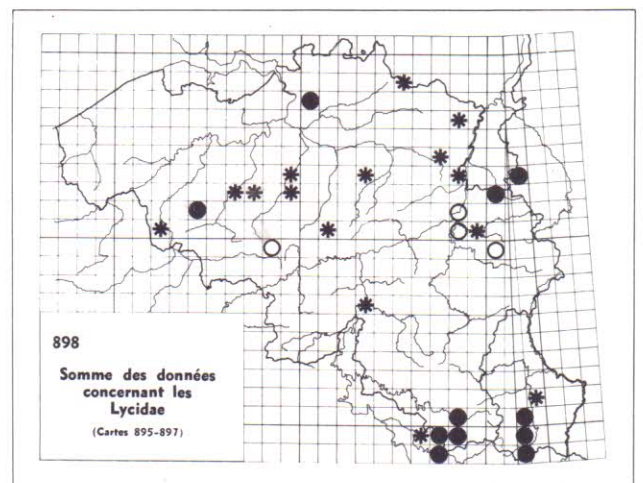 898
Somme des données
concernant les
Lycidae
(Cartes 895-897)